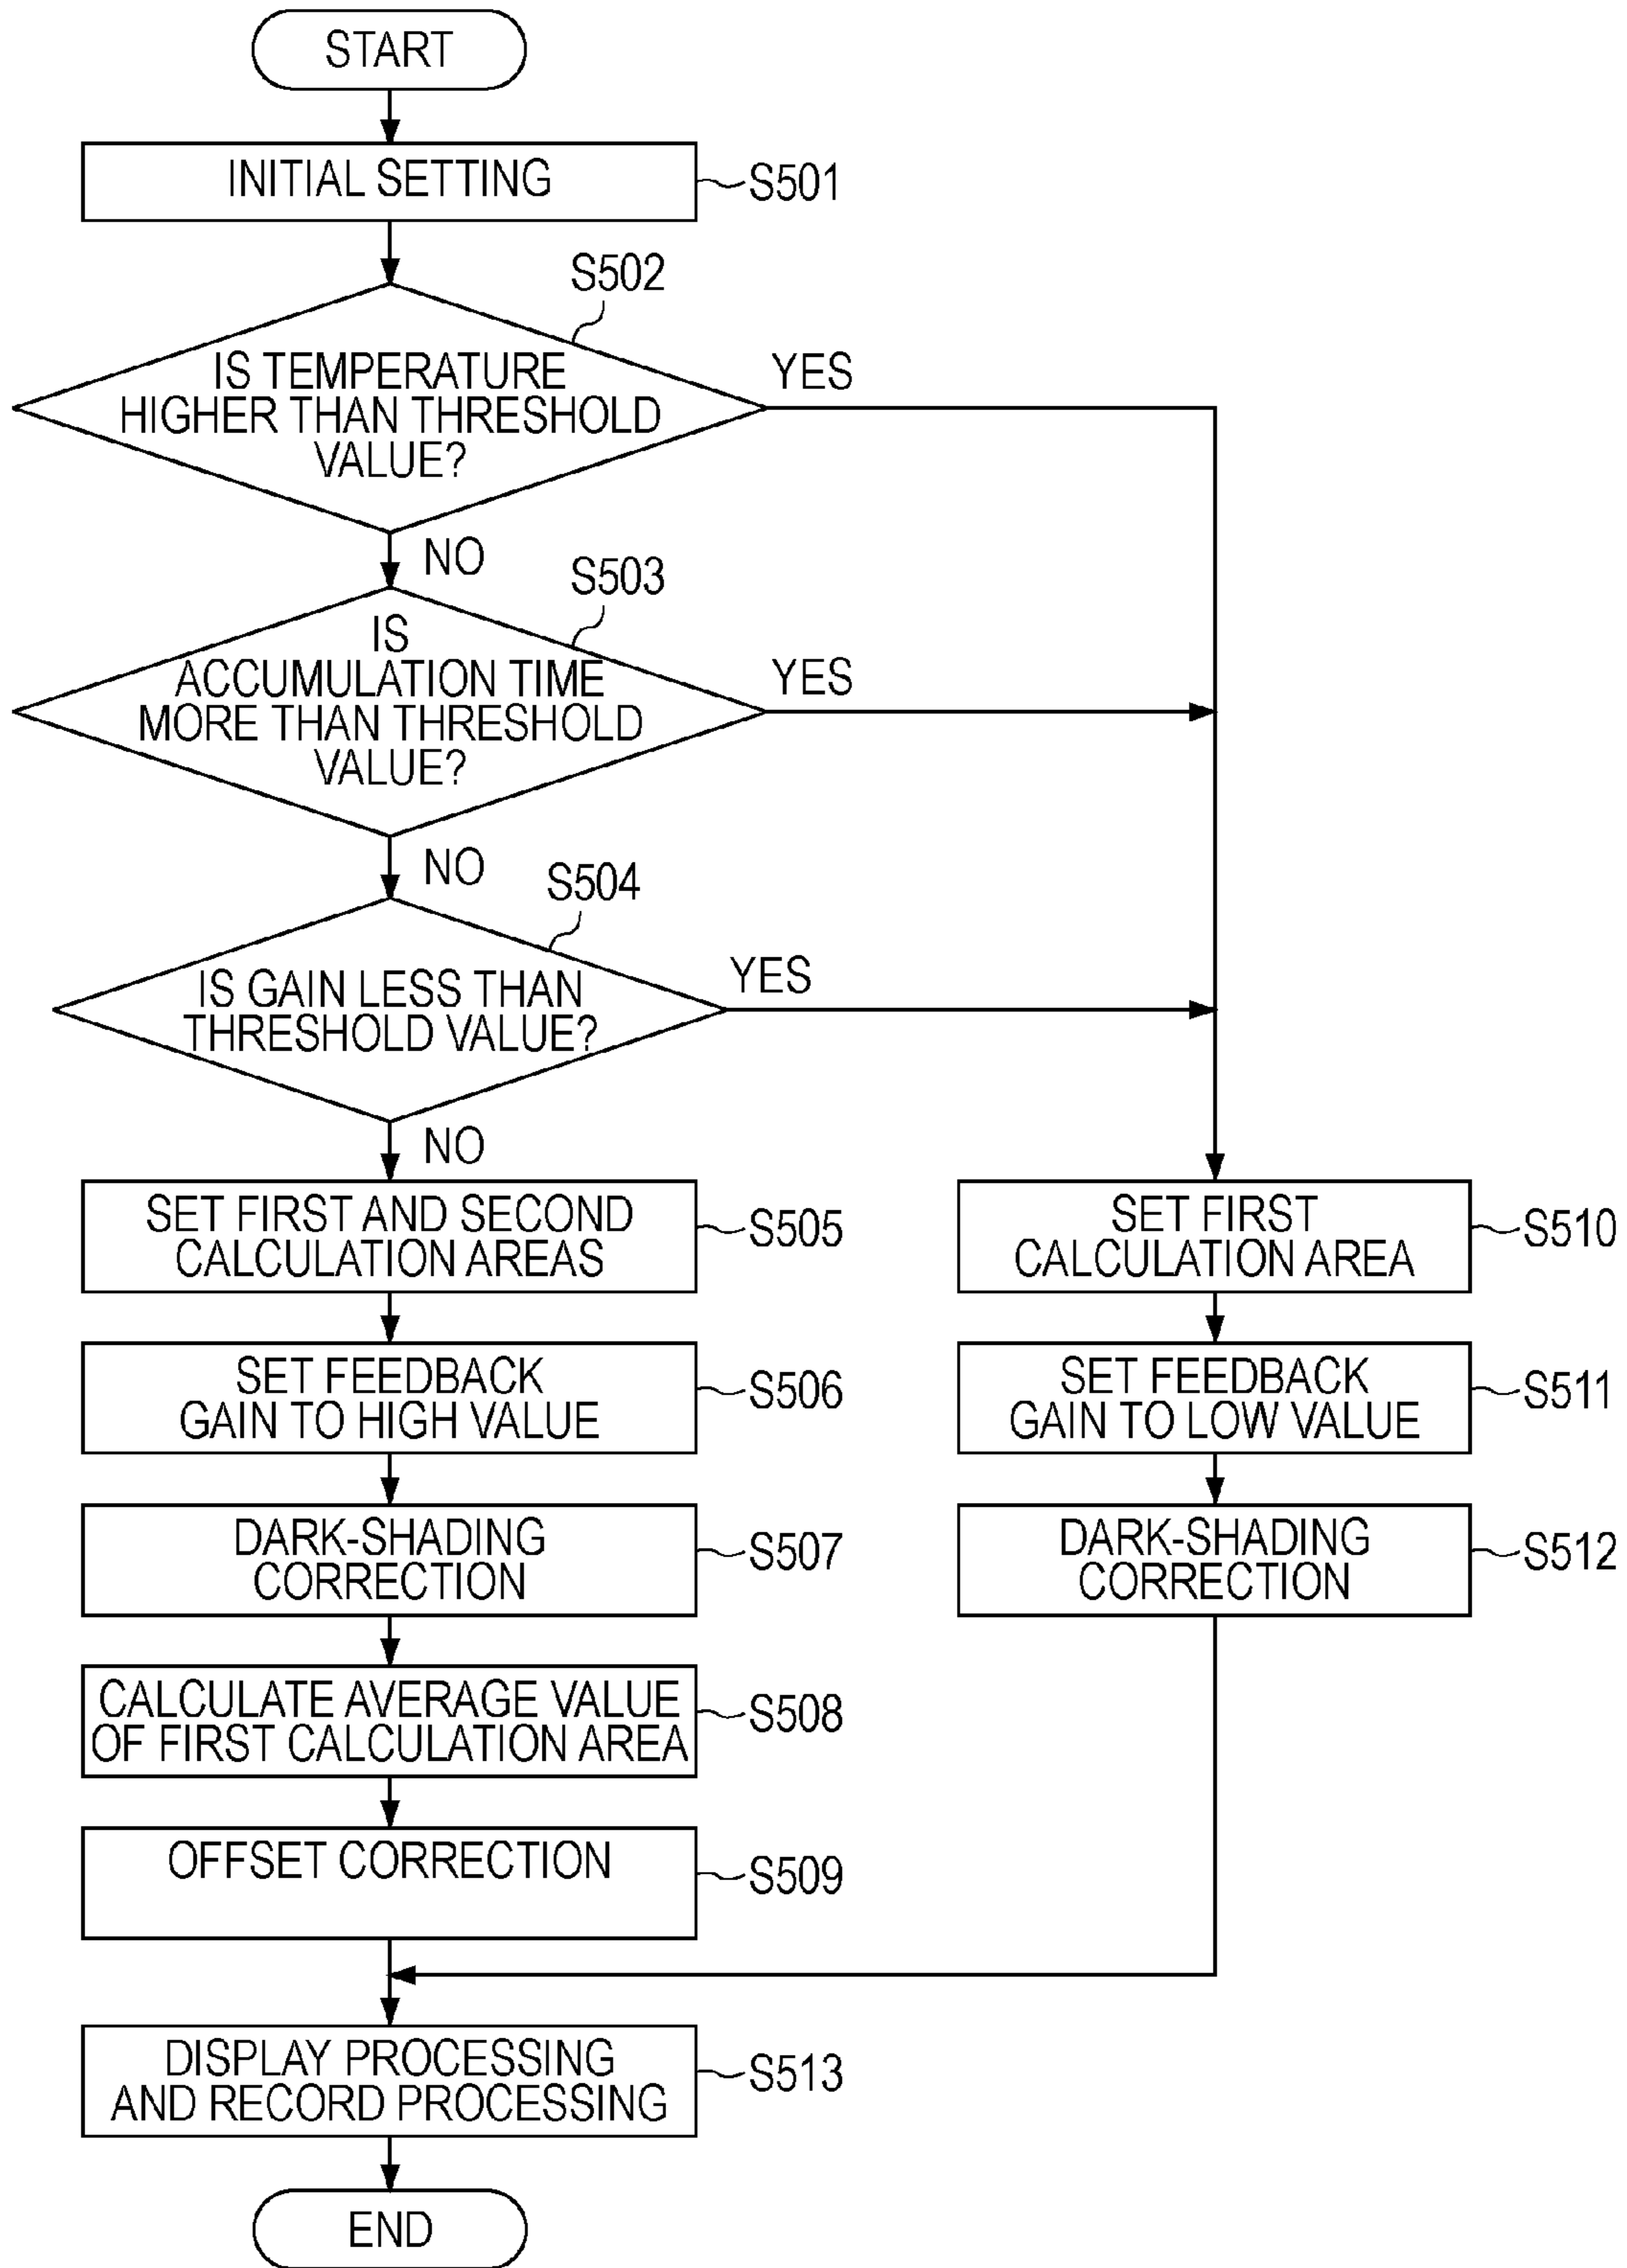 START
INITIAL SETTING
S501
S502
IS TEMPERATURE
HIGHER THAN THRESHOLD
VALUE?
YES
NO
S503
IS
ACCUMULATION TIME
MORE THAN THRESHOLD
VALUE?
YES
NO
S504
IS GAIN LESS THAN
THRESHOLD VALUE?
YES
NO
SET FIRST AND SECOND
CALCULATION AREAS
S505
SET FEEDBACK
GAIN TO HIGH VALUE
S506
DARK-SHADING
CORRECTION
S507
CALCULATE AVERAGE VALUE
OF FIRST CALCULATION AREA
S508
OFFSET CORRECTION
S509
SET FIRST
CALCULATION AREA
S510
SET FEEDBACK
GAIN TO LOW VALUE
S511
DARK-SHADING
CORRECTION
S512
DISPLAY PROCESSING
AND RECORD PROCESSING
S513
END